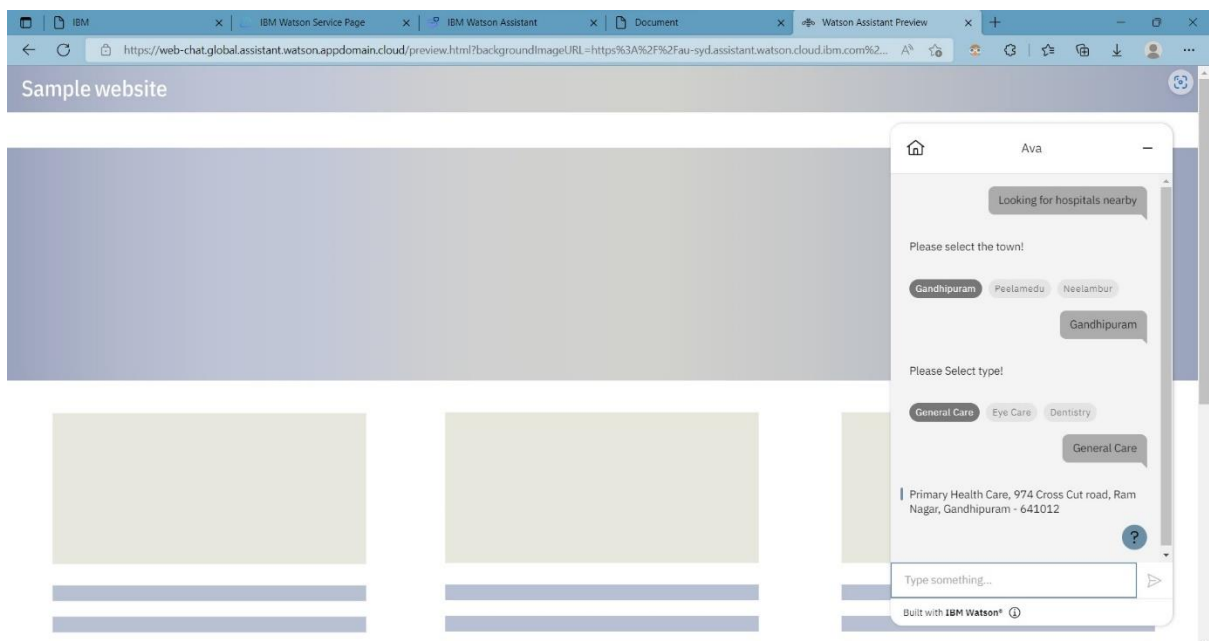 IBM
IBM Watson Service Page
IBM Watson Assistant
Document
Watson Assistant Preview
https://web-chat.global.assistant.watson.appdomain.cloud/preview.html?backgroundImageURL=https%3A%2F%2Fau-syd.assistant.watson.cloud.ibm.com%2...
Sample website
Ava
Looking for hospitals nearby
Please select the town!
Gandhipuram Peelamedu Neelambur
Gandhipuram
Please Select type!
General Care Eye Care Dentistry
General Care
Primary Health Care, 974 Cross Cut road, Ram
Nagar, Gandhipuram - 641012
?
Type something...
Built with IBM Watson®